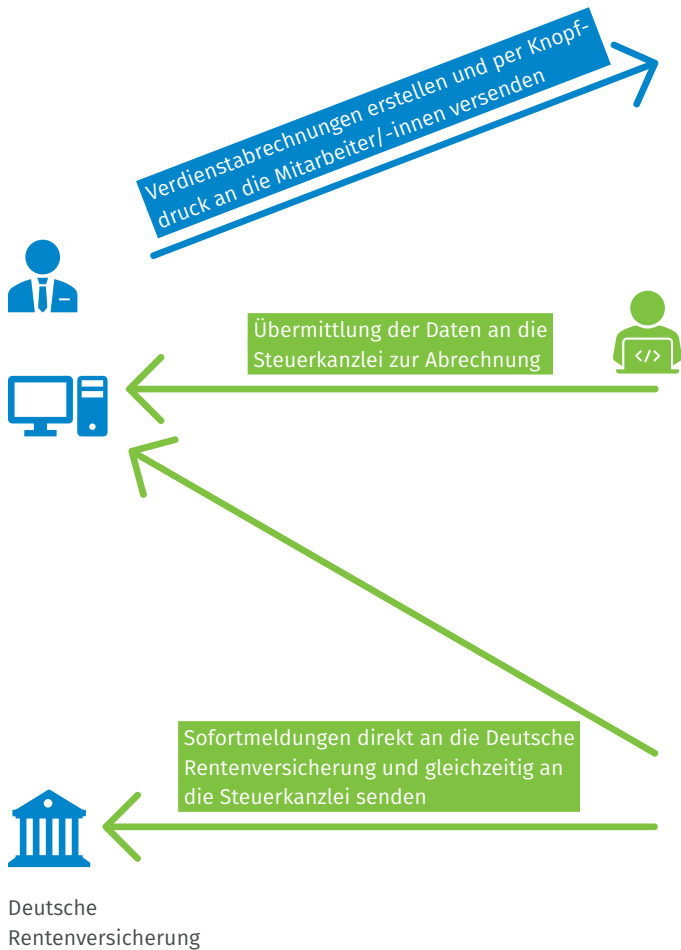 Verdienstabrechnungen erstellen und per Knopf-
druck an die Mitarbeiter/-innen versenden
Übermittlung der Daten an die
Steuerkanzlei zur Abrechnung
</>
Sofortmeldungen direkt an die Deutsche
Rentenversicherung und gleichzeitig an
die Steuerkanzlei senden
Deutsche
Rentenversicherung